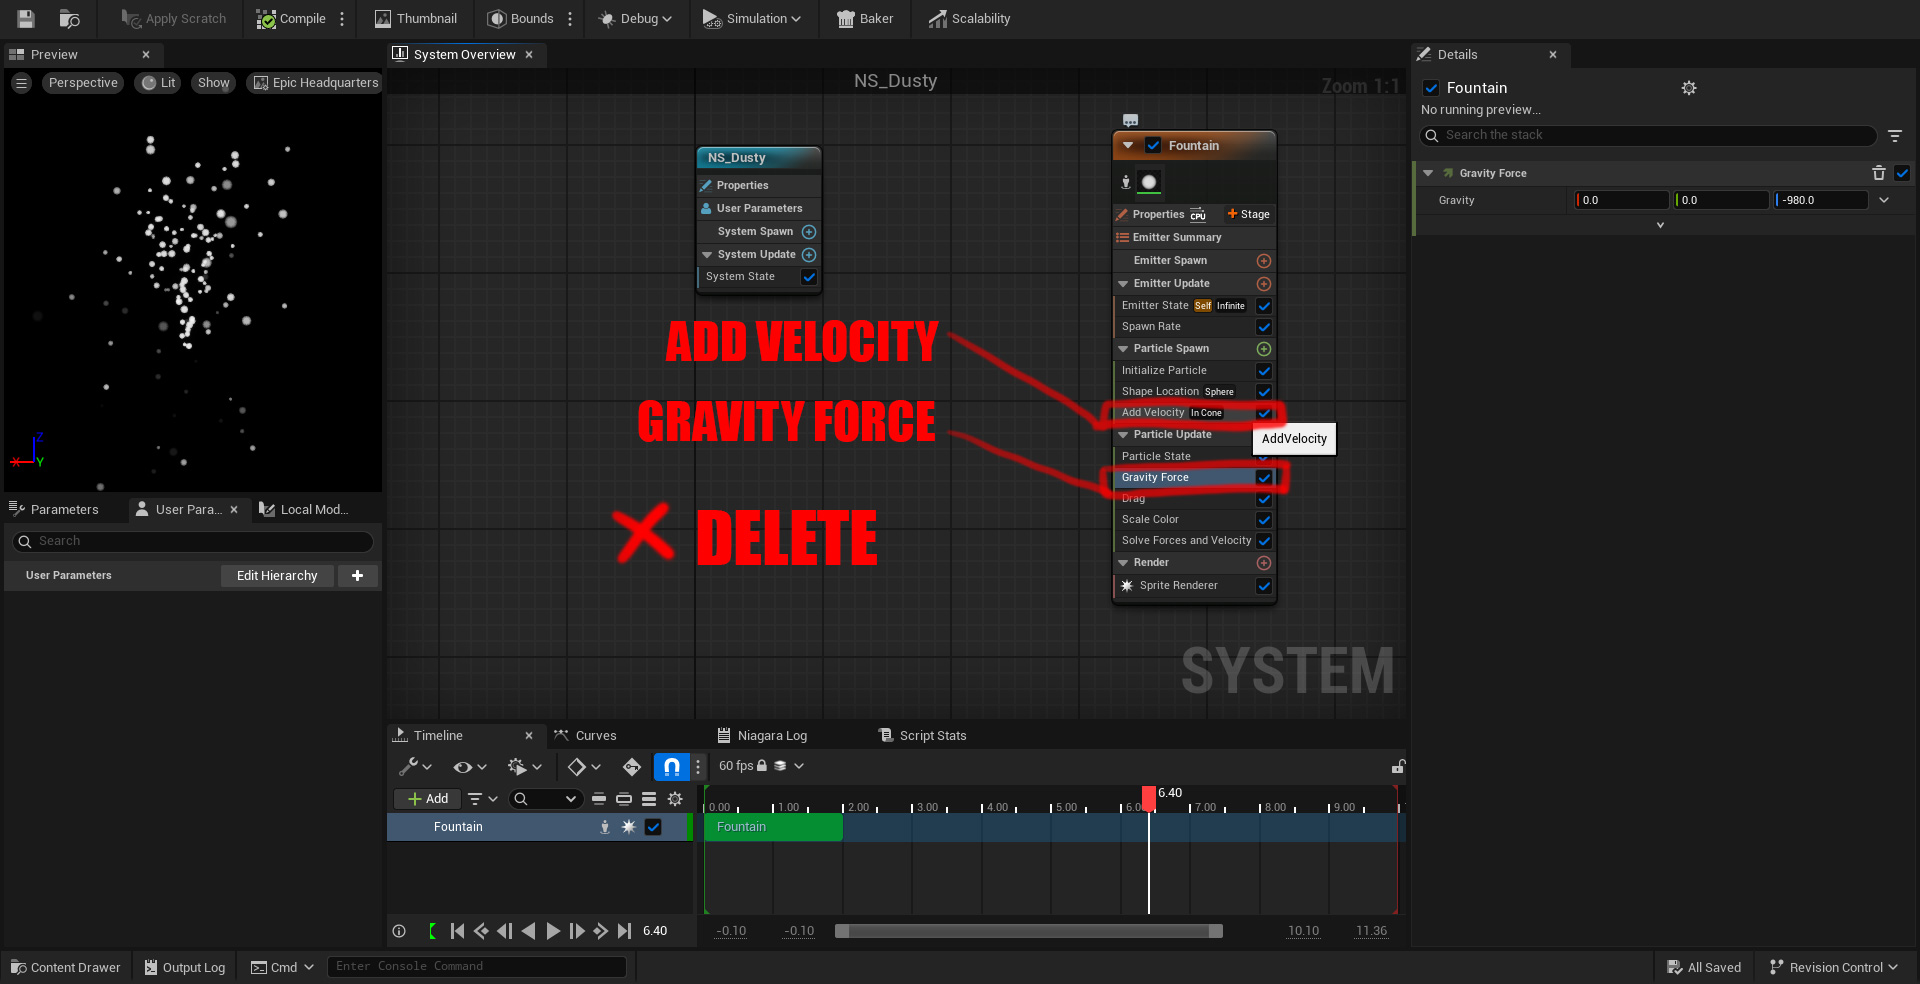 Apply Scratch Compile Thumbnail Bounds Debug Simulation Baker Scalability
Preview System Overview Details
Perspective Lit Show Epic Headquarters
NS_Dusty
Zoom 1:1
Fountain
No running preview...
Search the stack
Gravity Force
Gravity 0.0 0.0 -980.0
NS_Dusty
Properties
User Parameters
System Spawn
System Update
System State
Fountain
Properties CPU Stage
Emitter Summary
Emitter Spawn
Emitter Update
Emitter State Self Infinite
Spawn Rate
Particle Spawn
Initialize Particle
Shape Location Sphere
Add Velocity In Cone
Particle Update
AddVelocity
Particle State
Gravity Force
Drag
Scale Color
Solve Forces and Velocity
Render
Sprite Renderer
ADD VELOCITY
GRAVITY FORCE
DELETE
Z
X
Y
Parameters User Para... Local Mod...
Search
User Parameters Edit Hierarchy
SYSTEM
Timeline Curves Niagara Log Script Stats
60 fps
Add
6.40
0.00 1.00 2.00 3.00 4.00 5.00 6.00 7.00 8.00 9.00
Fountain
Fountain
6.40 -0.10 -0.10 10.10 11.36
Content Drawer Output Log Cmd Enter Console Command All Saved Revision Control